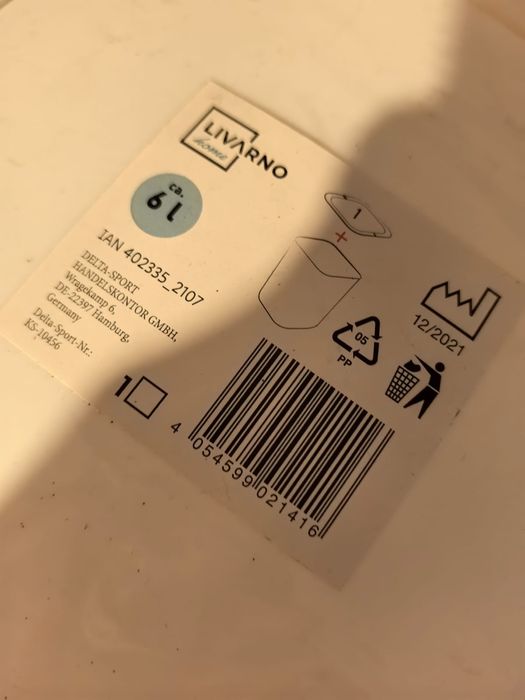 LIVARNO
home
ca.
6 l
IAN 402335_2107
DELTA-SPORT
HANDELSKONTOR GMBH,
Wragekamp 6,
DE-22397 Hamburg,
Germany
Delta-Sport-Nr.:
KS-10456
1
+
05
PP
12/2021
1
4 054599 021416